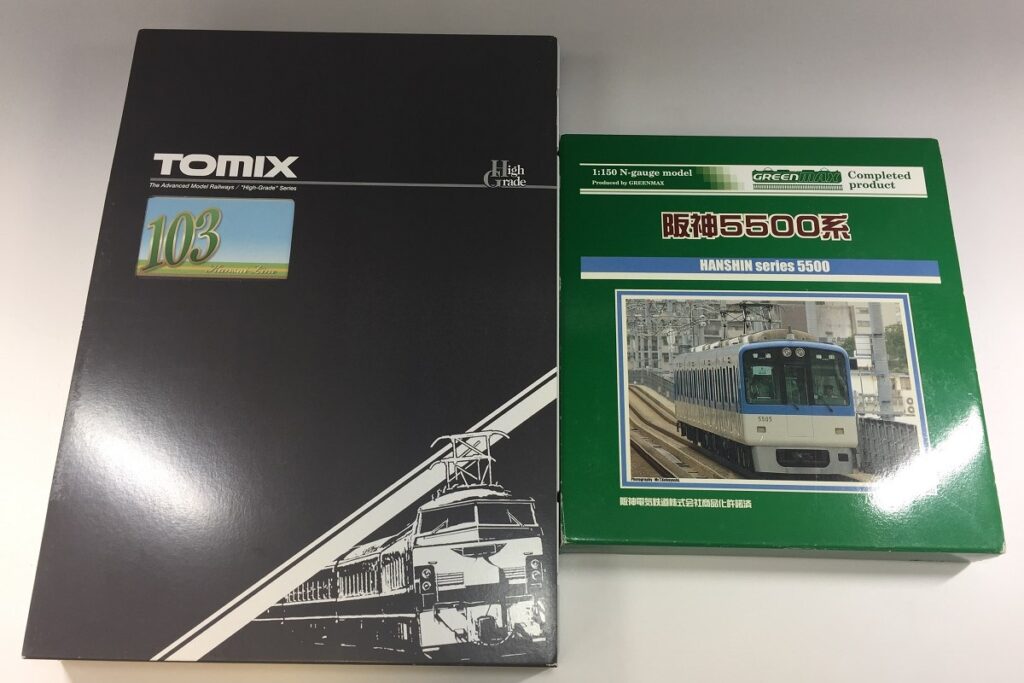 TOMIX
The Advanced Model Railways / "High-Grade" Series
High
Grade
103
Kansai Line
1:150 N-gauge model
Produced by GREENMAX
GREENMAX
Completed
product
阪神5500系
HANSHIN series 5500
5505
阪神電気鉄道株式会社商品化許諾済